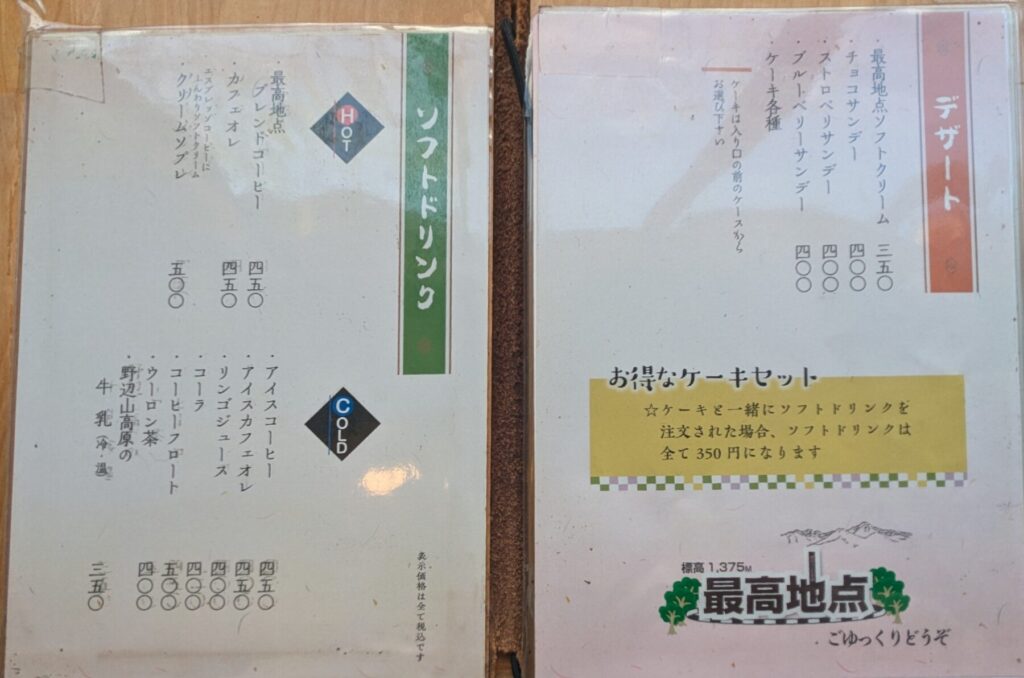 ソフトドリンク
HOT
・最高地点
ブレンドコーヒー 四五〇
・カフェオレ 四五〇
エスプレッソコーヒーに
ふんわりソフトクリーム
・クリームソプレ 五〇〇
COLD
・アイスコーヒー 四五〇
・アイスカフェオレ 四五〇
・リンゴジュース 四〇〇
・コーラ 四〇〇
・コーヒーフロート 五〇〇
・ウーロン茶 四〇〇
・野辺山高原の
牛乳(冷・温) 三五〇
表示価格は全て税込です
デザート
・最高地点ソフトクリーム 三五〇
・チョコサンデー 四〇〇
・ストロベリサンデー 四〇〇
・ブルーベリーサンデー 四〇〇
・ケーキ各種
ケーキは入り口の前のケースから
お選び下すい
お得なケーキセット
☆ケーキと一緒にソフトドリンクを
注文された場合、ソフトドリンクは
全て350円になります
標高1,375M
最高地点
ごゆっくりどうぞ